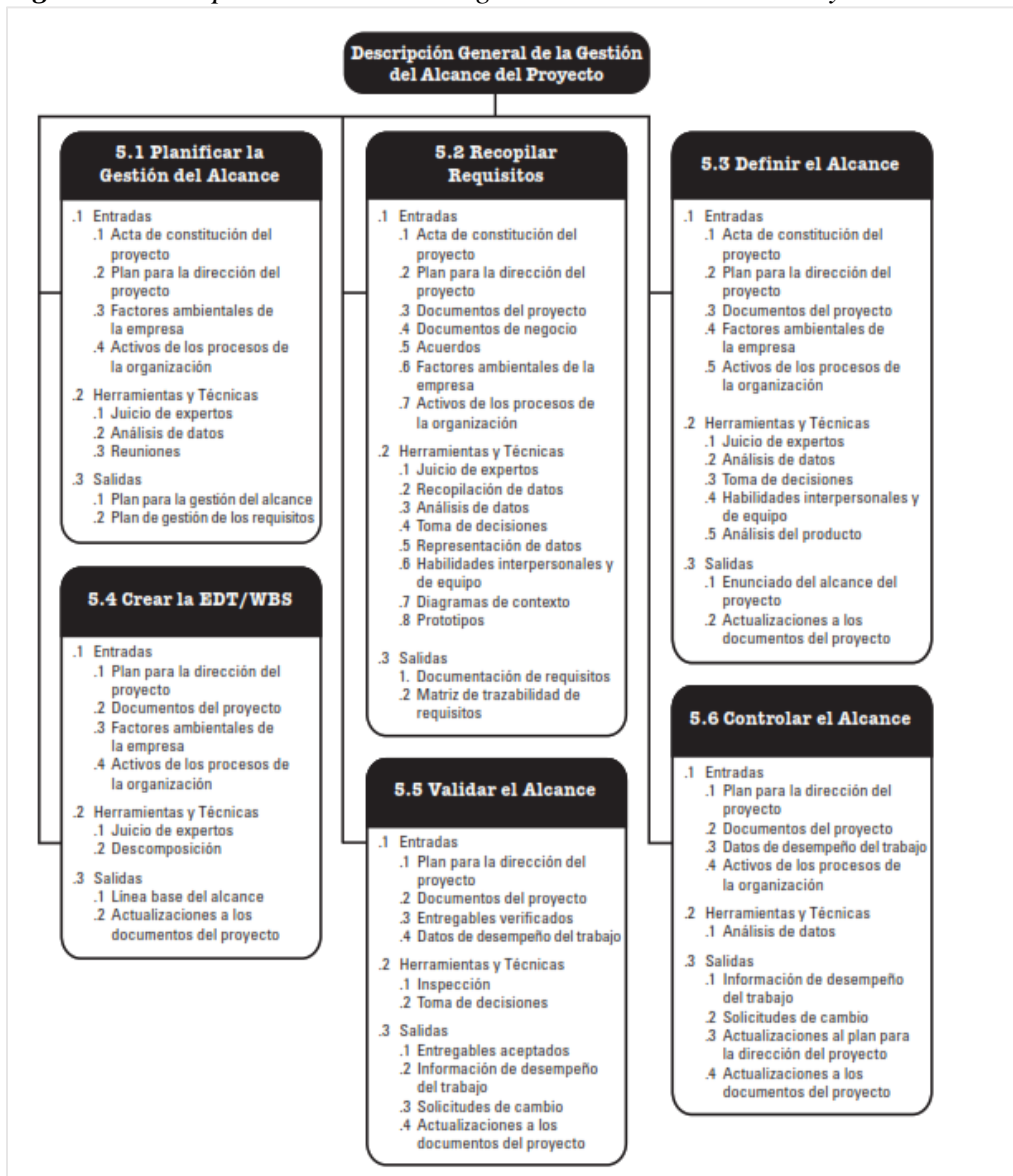 Descripción General de la Gestión
del Alcance del Proyecto
5.1 Planificar la
Gestión del Alcance
.1 Entradas
.1 Acta de constitución del
proyecto
.2 Plan para la dirección del
proyecto
.3 Factores ambientales de
la empresa
.4 Activos de los procesos de
la organización
.2 Herramientas y Técnicas
.1 Juicio de expertos
.2 Análisis de datos
.3 Reuniones
.3 Salidas
.1 Plan para la gestión del alcance
.2 Plan de gestión de los requisitos
5.2 Recopilar
Requisitos
.1 Entradas
.1 Acta de constitución del
proyecto
.2 Plan para la dirección del
proyecto
.3 Documentos del proyecto
.4 Documentos de negocio
.5 Acuerdos
.6 Factores ambientales de la
empresa
.7 Activos de los procesos de
la organización
.2 Herramientas y Técnicas
.1 Juicio de expertos
.2 Recopilación de datos
.3 Análisis de datos
.4 Toma de decisiones
.5 Representación de datos
.6 Habilidades interpersonales y
de equipo
.7 Diagramas de contexto
.8 Prototipos
.3 Salidas
1. Documentación de requisitos
.2 Matriz de trazabilidad de
requisitos
5.3 Definir el Alcance
.1 Entradas
.1 Acta de constitución del
proyecto
.2 Plan para la dirección del
proyecto
.3 Documentos del proyecto
.4 Factores ambientales de
la empresa
.5 Activos de los procesos de
la organización
.2 Herramientas y Técnicas
.1 Juicio de expertos
.2 Análisis de datos
.3 Toma de decisiones
.4 Habilidades interpersonales y
de equipo
.5 Análisis del producto
.3 Salidas
.1 Enunciado del alcance del
proyecto
.2 Actualizaciones a los
documentos del proyecto
5.4 Crear la EDT/WBS
.1 Entradas
.1 Plan para la dirección del
proyecto
.2 Documentos del proyecto
.3 Factores ambientales de
la empresa
.4 Activos de los procesos de
la organización
.2 Herramientas y Técnicas
.1 Juicio de expertos
.2 Descomposición
.3 Salidas
.1 Línea base del alcance
.2 Actualizaciones a los
documentos del proyecto
5.5 Validar el Alcance
.1 Entradas
.1 Plan para la dirección del
proyecto
.2 Documentos del proyecto
.3 Entregables verificados
.4 Datos de desempeño del trabajo
.2 Herramientas y Técnicas
.1 Inspección
.2 Toma de decisiones
.3 Salidas
.1 Entregables aceptados
.2 Información de desempeño
del trabajo
.3 Solicitudes de cambio
.4 Actualizaciones a los
documentos del proyecto
5.6 Controlar el Alcance
.1 Entradas
.1 Plan para la dirección del
proyecto
.2 Documentos del proyecto
.3 Datos de desempeño del trabajo
.4 Activos de los procesos de
la organización
.2 Herramientas y Técnicas
.1 Análisis de datos
.3 Salidas
.1 Información de desempeño
del trabajo
.2 Solicitudes de cambio
.3 Actualizaciones al plan para
la dirección del proyecto
.4 Actualizaciones a los
documentos del proyecto